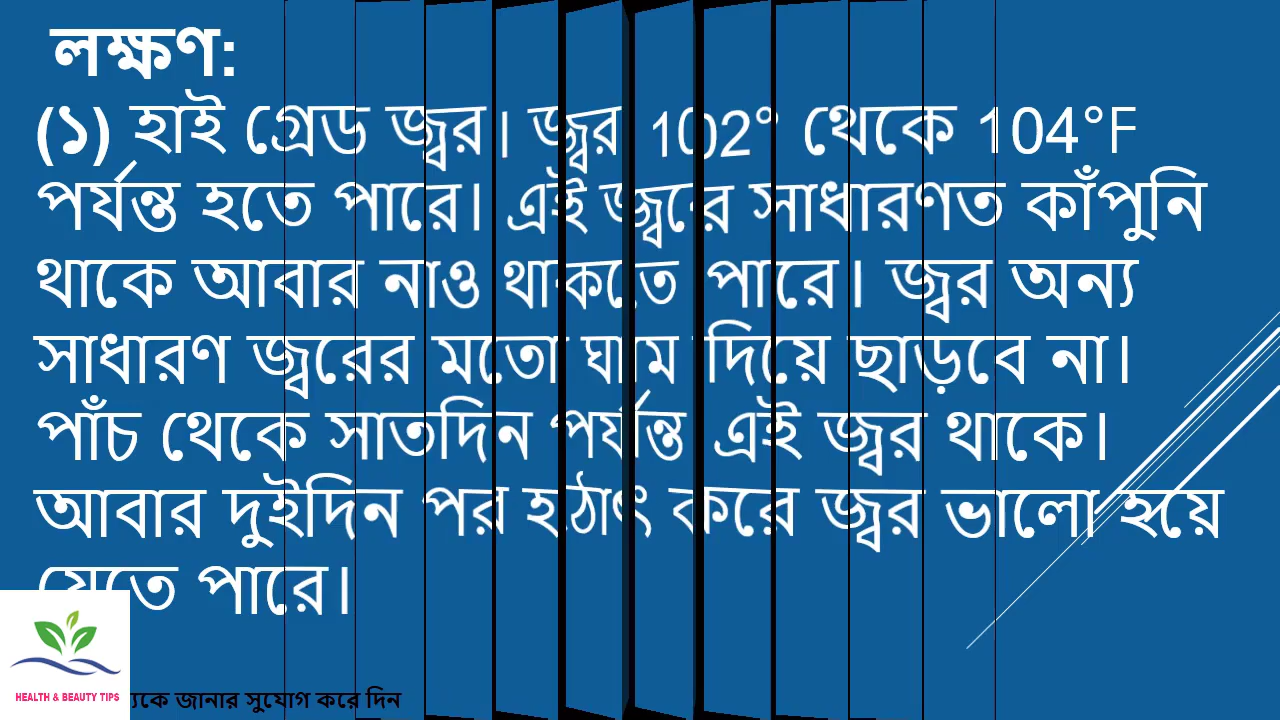 লক্ষণ:
(১) হাই গ্রেড জ্বর। জ্বর 102° থেকে 104°F
পর্যন্ত হতে পারে। এই জ্বরে সাধারণত কাঁপুনি
থাকে আবার নাও থাকতে পারে। জ্বর অন্য
সাধারণ জ্বরের মতো ঘাম দিয়ে ছাড়বে না।
পাঁচ থেকে সাতদিন পর্যন্ত এই জ্বর থাকে।
আবার দুইদিন পর হঠাৎ করে জ্বর ভালো হয়ে
যেতে পারে।
HEALTH & BEAUTY TIPS
জানার সুযোগ করে দিন